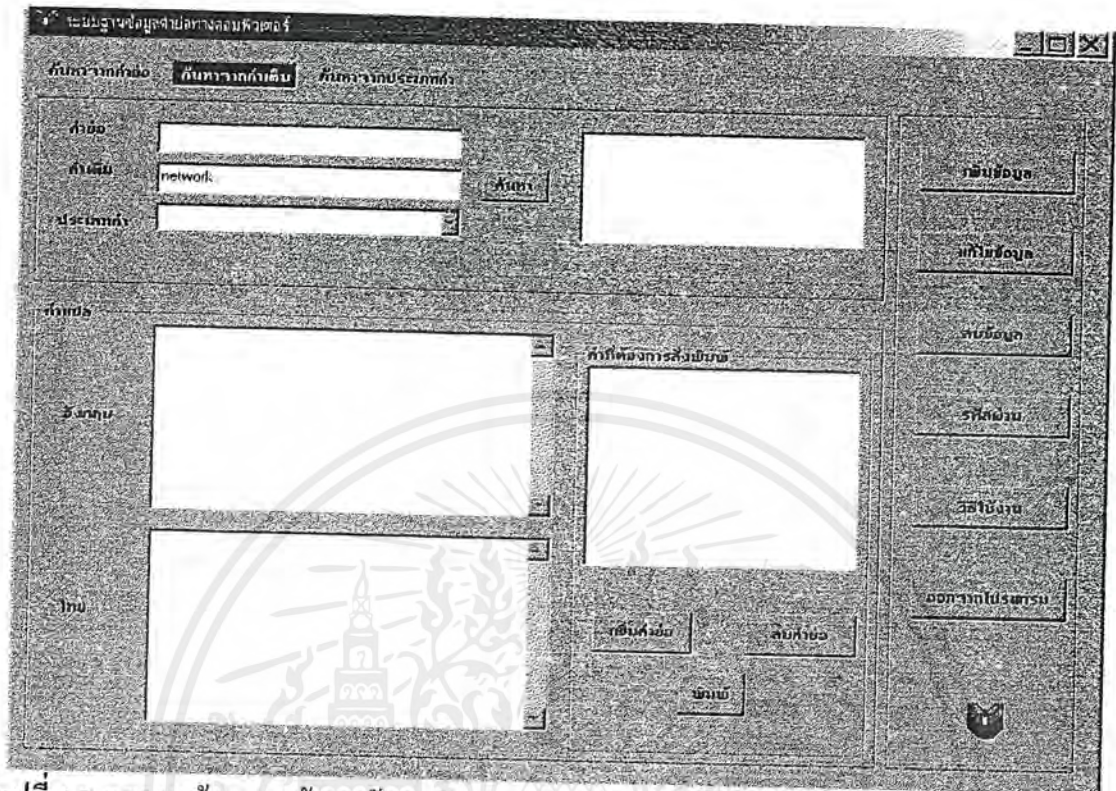 ระบบฐานข้อมูลคำย่อทางคอมพิวเตอร์
ค้นหาจากคำย่อ ค้นหาจากคำเต็ม ค้นหาจากประเภทคำ
คำย่อ
คำเต็ม network ค้นหา
ประเภทคำ
เพิ่มข้อมูล
แก้ไขข้อมูล
ลบข้อมูล
รหัสผ่าน
วิธีใช้งาน
ออกจากโปรแกรม
คำแปล
อังกฤษ
ไทย
คำที่ต้องการสั่งพิมพ์
เพิ่มคำย่อ ลบคำย่อ
พิมพ์